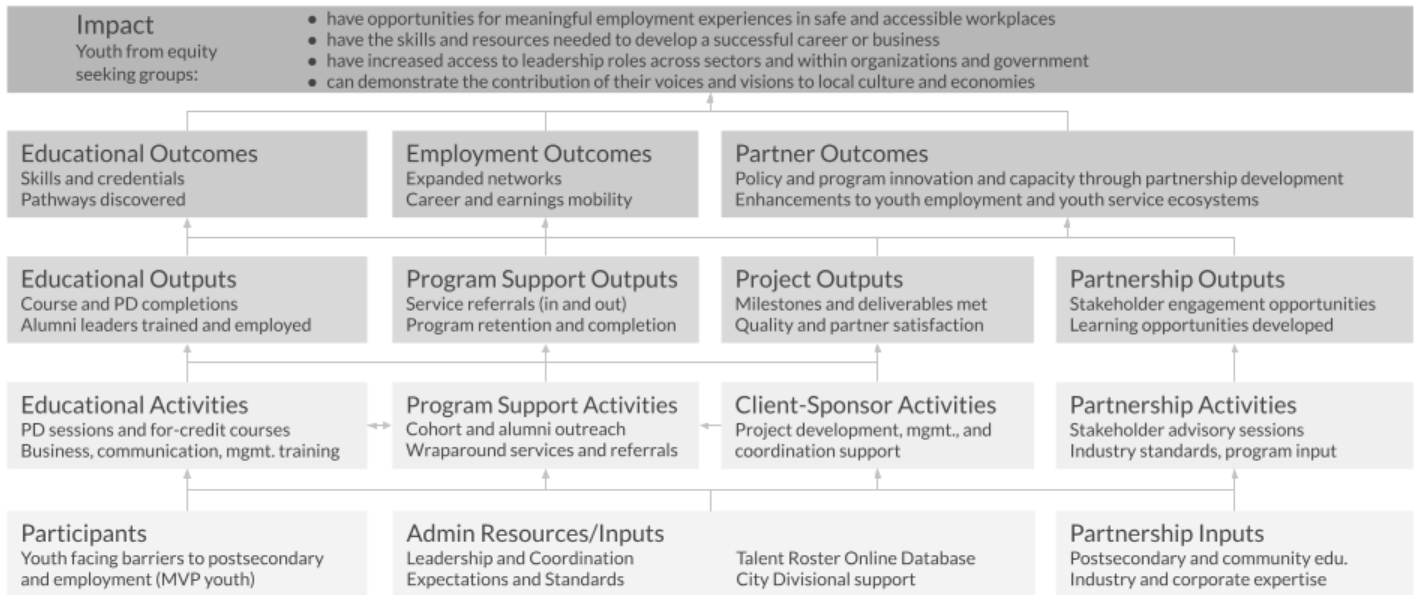 Impact
Youth from equity
seeking groups:
● have opportunities for meaningful employment experiences in safe and accessible workplaces
● have the skills and resources needed to develop a successful career or business
● have increased access to leadership roles across sectors and within organizations and government
● can demonstrate the contribution of their voices and visions to local culture and economies
Educational Outcomes
Skills and credentials
Pathways discovered
Employment Outcomes
Expanded networks
Career and earnings mobility
Partner Outcomes
Policy and program innovation and capacity through partnership development
Enhancements to youth employment and youth service ecosystems
Educational Outputs
Course and PD completions
Alumni leaders trained and employed
Program Support Outputs
Service referrals (in and out)
Program retention and completion
Project Outputs
Milestones and deliverables met
Quality and partner satisfaction
Partnership Outputs
Stakeholder engagement opportunities
Learning opportunities developed
Educational Activities
PD sessions and for-credit courses
Business, communication, mgmt. training
Program Support Activities
Cohort and alumni outreach
Wraparound services and referrals
Client-Sponsor Activities
Project development, mgmt., and
coordination support
Partnership Activities
Stakeholder advisory sessions
Industry standards, program input
Participants
Youth facing barriers to postsecondary
and employment (MVP youth)
Admin Resources/Inputs
Leadership and Coordination
Expectations and Standards
Talent Roster Online Database
City Divisional support
Partnership Inputs
Postsecondary and community edu.
Industry and corporate expertise